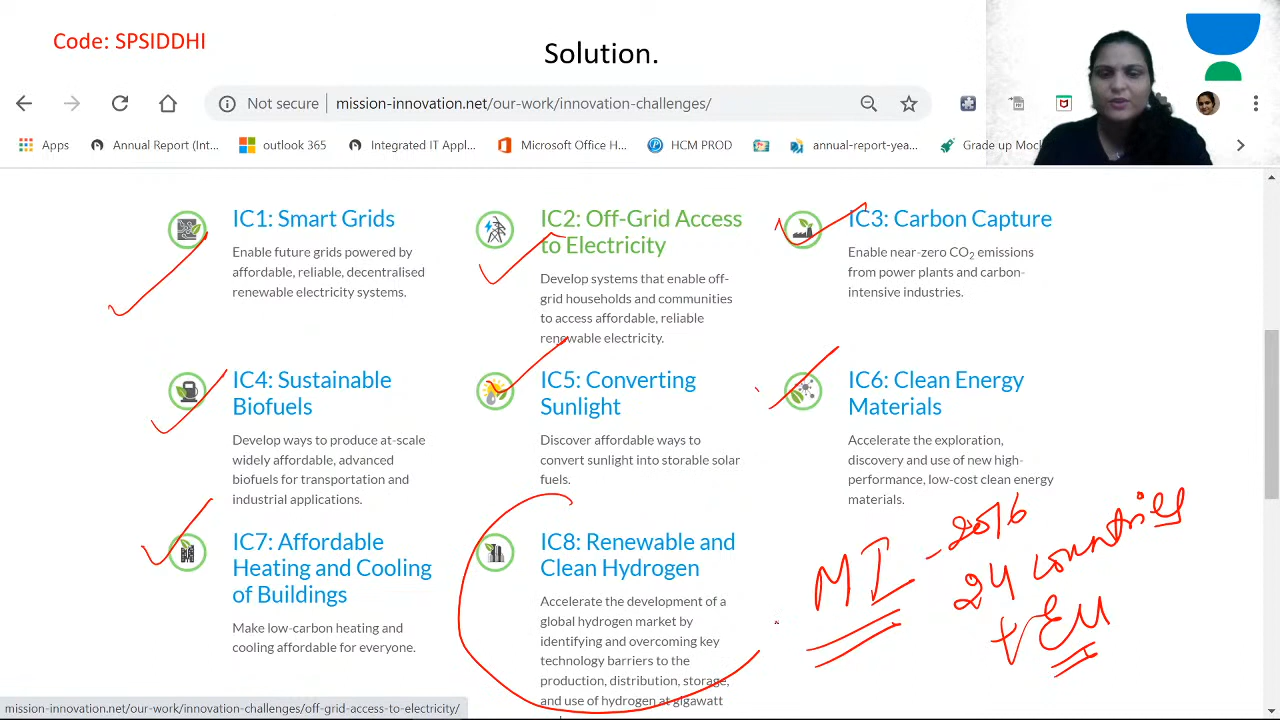 Code: SPSIDDHI
Solution.
Not secure
mission-innovation.net/our-work/innovation-challenges/
Apps
Annual Report (Int...
outlook 365
Integrated IT Appl...
Microsoft Office H...
HCM PROD
annual-report-yea...
Grade up Moc
IC1: Smart Grids
Enable future grids powered by
affordable, reliable, decentralised
renewable electricity systems.
IC2: Off-Grid Access
to Electricity
Develop systems that enable off-
grid households and communities
to access affordable, reliable
renewable electricity.
IC3: Carbon Capture
Enable near-zero CO2 emissions
from power plants and carbon-
intensive industries.
IC4: Sustainable
Biofuels
Develop ways to produce at-scale
widely affordable, advanced
biofuels for transportation and
industrial applications.
IC5: Converting
Sunlight
Discover affordable ways to
convert sunlight into storable solar
fuels.
IC6: Clean Energy
Materials
Accelerate the exploration,
discovery and use of new high-
performance, low-cost clean energy
materials.
IC7: Affordable
Heating and Cooling
of Buildings
Make low-carbon heating and
cooling affordable for everyone.
IC8: Renewable and
Clean Hydrogen
Accelerate the development of a
global hydrogen market by
identifying and overcoming key
technology barriers to the
production, distribution, storage,
and use of hydrogen at gigawatt
MI - 2016
24 countries
+ EU
mission-innovation.net/our-work/innovation-challenges/off-grid-access-to-electricity/